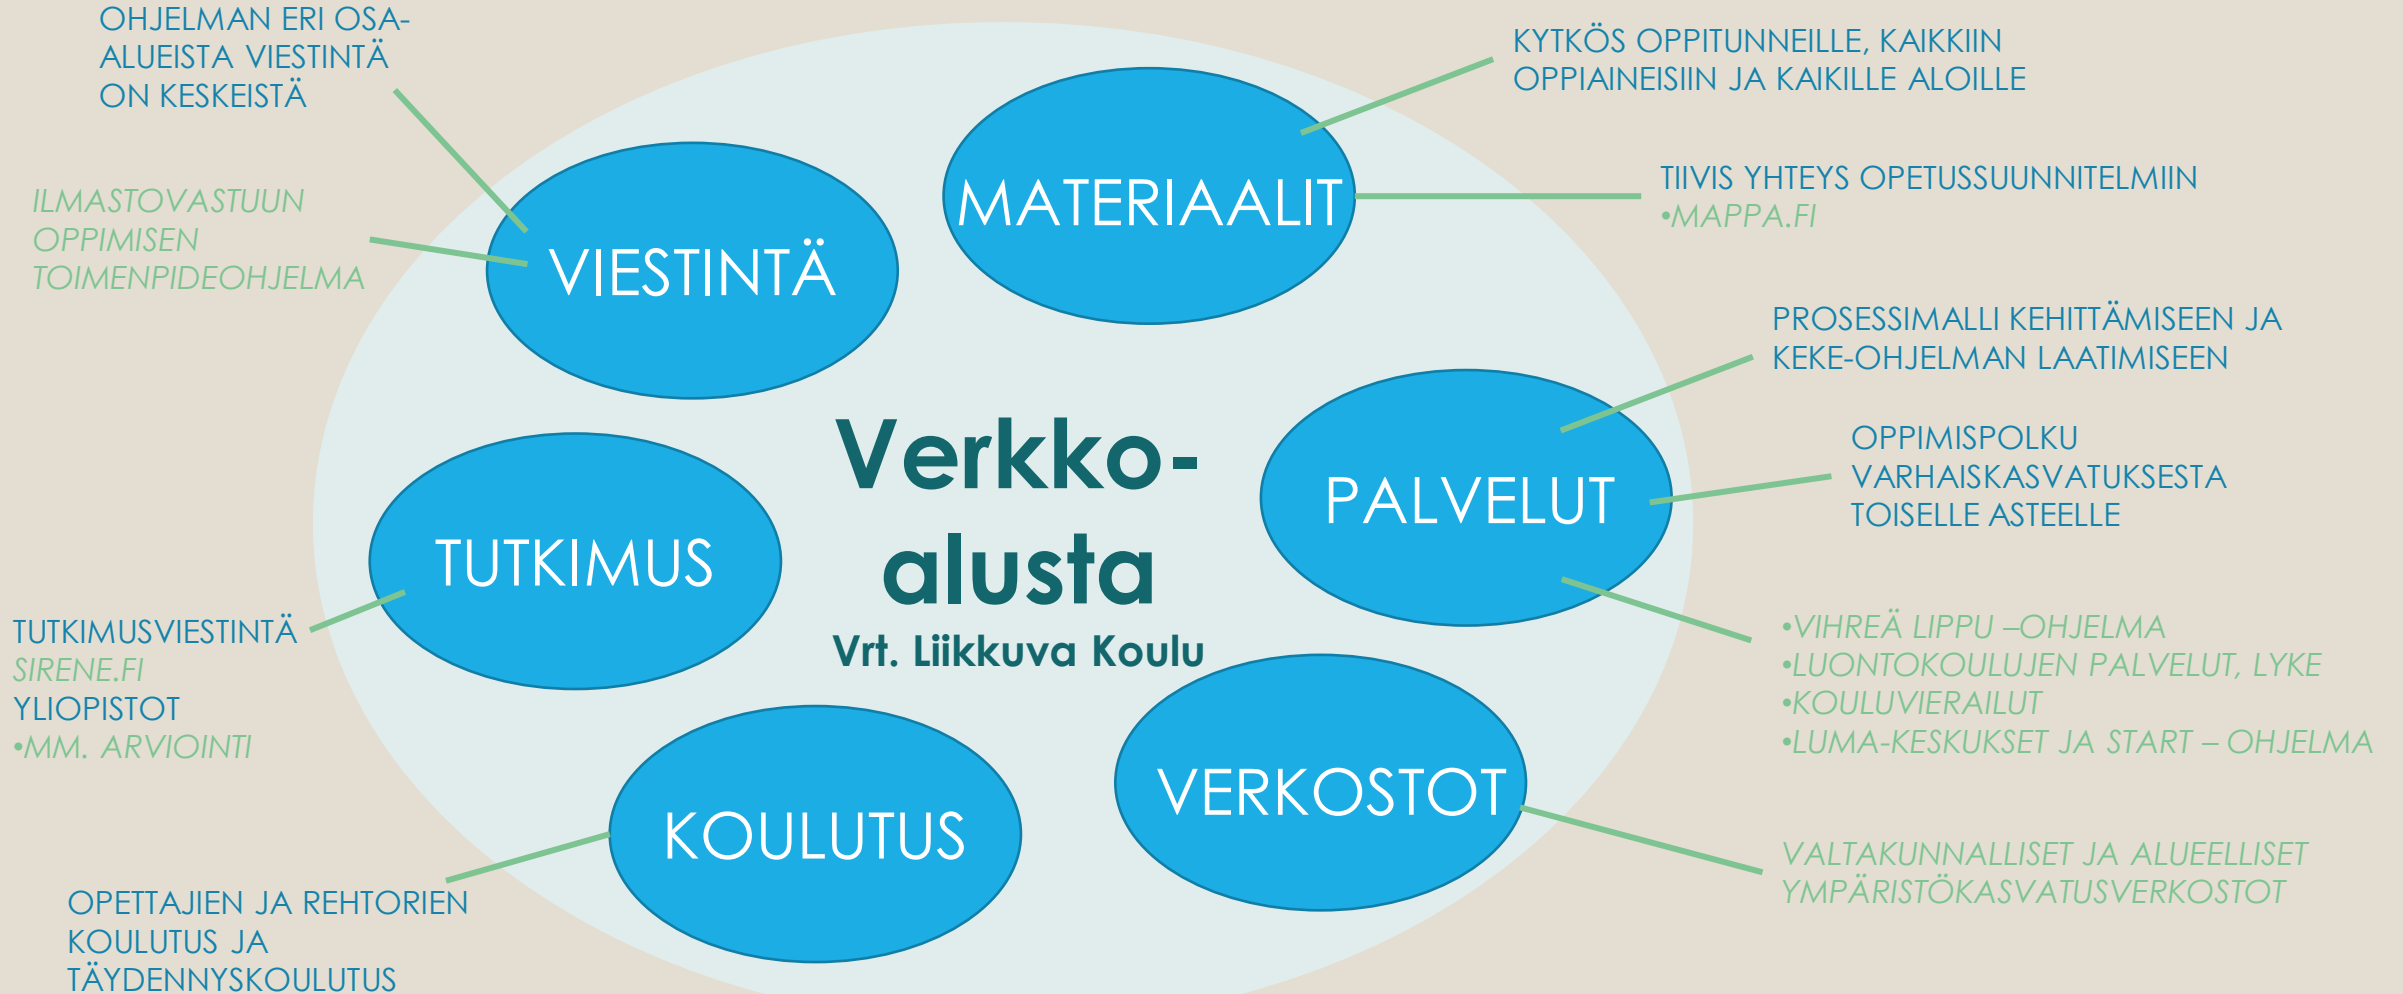 OHJELMAN ERI OSA-
ALUEISTA VIESTINTÄ
ON KESKEISTÄ
ILMASTOVASTUUN
OPPIMISEN
TOIMENPIDEOHJELMA
VIESTINTÄ
MATERIAALIT
KYTKÖS OPPITUNNEILLE, KAIKKIIN
OPPIAINEISIIN JA KAIKILLE ALOILLE
TIIVIS YHTEYS OPETUSSUUNNITELMIIN
•MAPPA.FI
PROSESSIMALLI KEHITTÄMISEEN JA
KEKE-OHJELMAN LAATIMISEEN
OPPIMISPOLKU
VARHAISKASVATUKSESTA
TOISELLE ASTEELLE
PALVELUT
•VIHREÄ LIPPU –OHJELMA
•LUONTOKOULUJEN PALVELUT, LYKE
•KOULUVIERAILUT
•LUMA-KESKUKSET JA START – OHJELMA
Verkko-
alusta
Vrt. Liikkuva Koulu
TUTKIMUS
TUTKIMUSVIESTINTÄ
SIRENE.FI
YLIOPISTOT
•MM. ARVIOINTI
KOULUTUS
OPETTAJIEN JA REHTORIEN
KOULUTUS JA
TÄYDENNYSKOULUTUS
VERKOSTOT
VALTAKUNNALLISET JA ALUEELLISET
YMPÄRISTÖKASVATUSVERKOSTOT